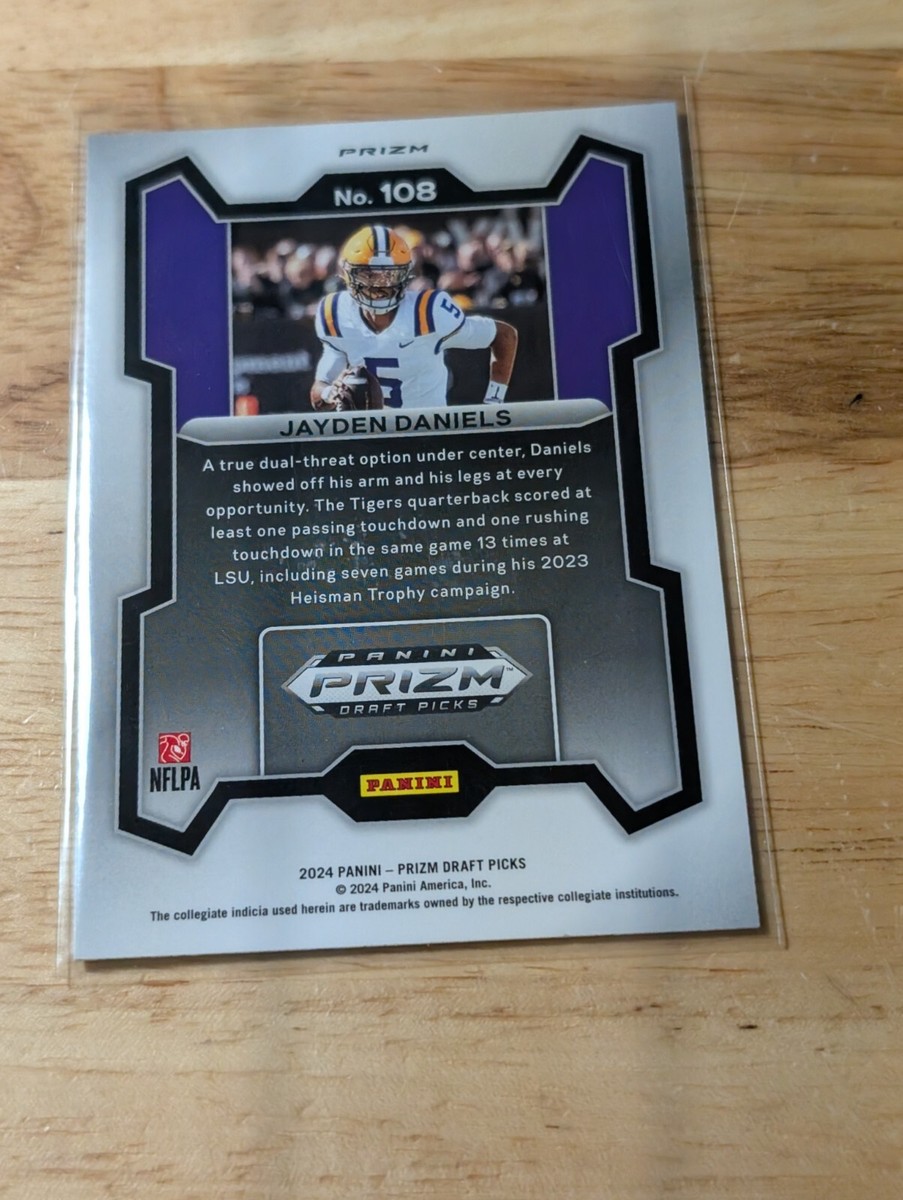 PRIZM
No. 108
5
5
JAYDEN DANIELS
A true dual-threat option under center, Daniels
showed off his arm and his legs at every
opportunity. The Tigers quarterback scored at
least one passing touchdown and one rushing
touchdown in the same game 13 times at
LSU, including seven games during his 2023
Heisman Trophy campaign.
PANINI
PRIZM™
DRAFT PICKS
NFLPA
PANINI
2024 PANINI – PRIZM DRAFT PICKS
© 2024 Panini America, Inc.
The collegiate indicia used herein are trademarks owned by the respective collegiate institutions.